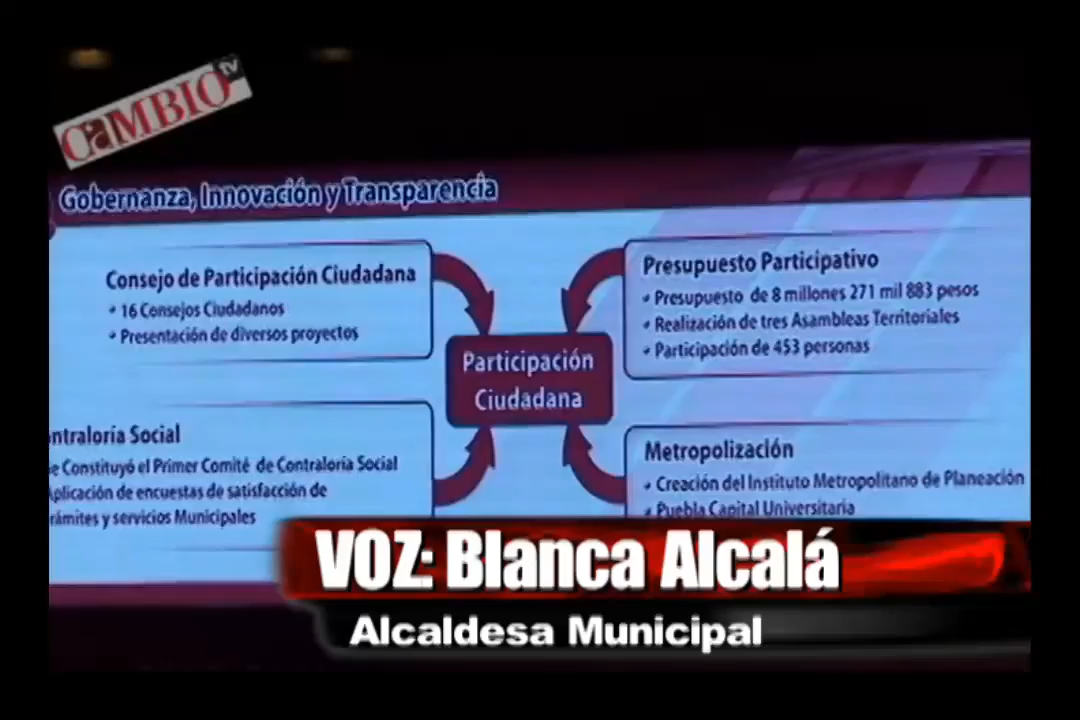 CaMBIO tv
Gobernanza, Innovación y Transparencia
Consejo de Participación Ciudadana
• 16 Consejos Ciudadanos
• Presentación de diversos proyectos
Presupuesto Participativo
• Presupuesto de 8 millones 271 mil 883 pesos
• Realización de tres Asambleas Territoriales
• Participación de 453 personas
Participación
Ciudadana
ntraloría Social
e Constituyó el Primer Comité de Contraloría Social
plicación de encuestas de satisfacción de
rámites y servicios Municipales
Metropolización
• Creación del Instituto Metropolitano de Planeación
• Puebla Capital Universitaria
VOZ: Blanca Alcalá
Alcaldesa Municipal